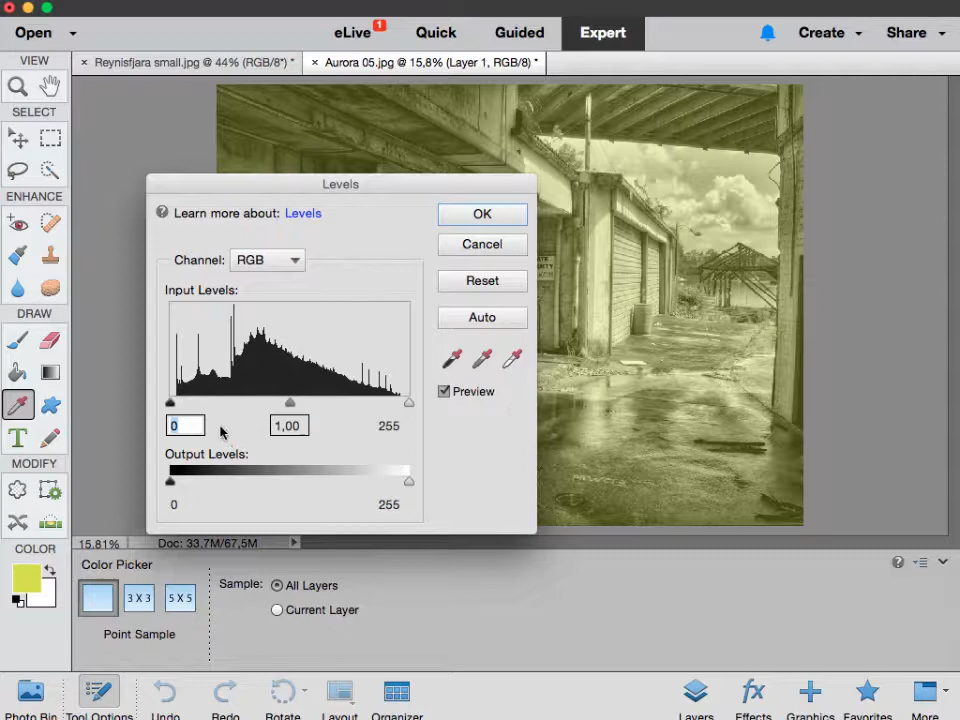 Open
eLive 1
Quick
Guided
Expert
Create
Share
VIEW
× Reynisfjara small.jpg @ 44% (RGB/8*) *
× Aurora 05.jpg @ 15,8% (Layer 1, RGB/8) *
SELECT
ENHANCE
DRAW
T
MODIFY
COLOR
Levels
? Learn more about: Levels
OK
Cancel
Channel: RGB
Reset
Input Levels:
Auto
Preview
0
1,00
255
Output Levels:
0
255
15.81%
Doc: 33.7M/67,5M
Color Picker
3 X 3
5 X 5
Point Sample
Sample:
All Layers
Current Layer
Photo Bin
Tool Options
Undo
Redo
Rotate
Layout
Organizer
Layers
fx
Effects
Graphics
Favorites
More